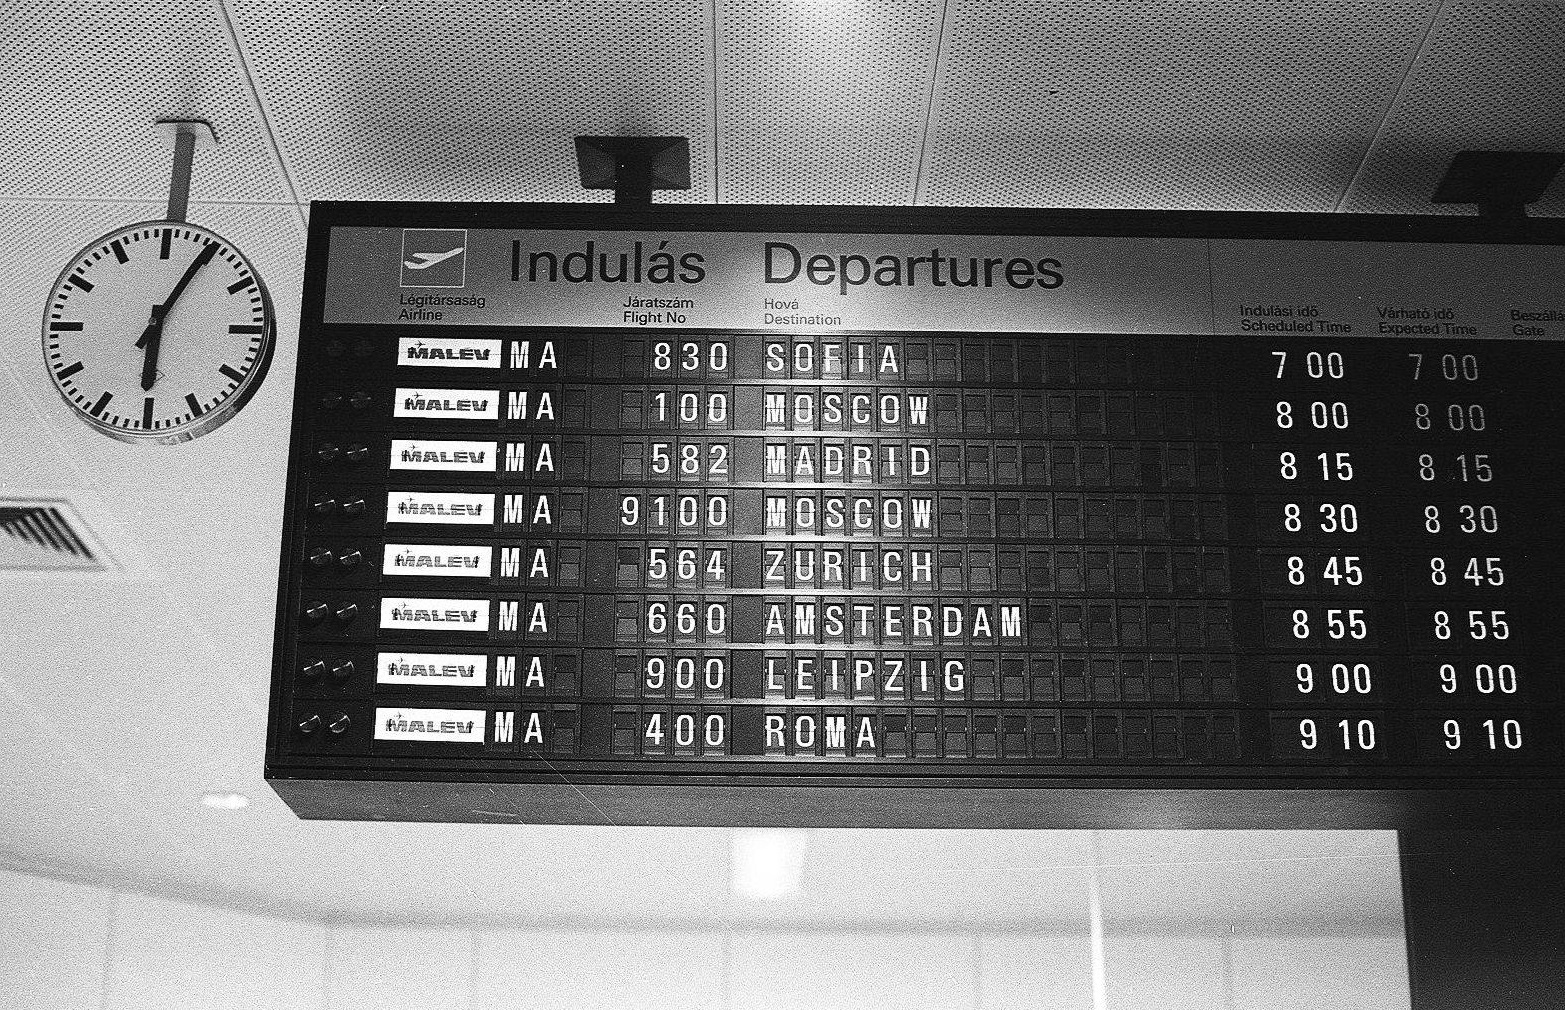 Indulás Departures
Légitársaság Járatszám Hová Indulási idő Várható idő
Airline Flight No Destination Scheduled Time Expected Time Gate
MALEV MA 830 SOFIA 7 00 7 00
MALEV MA 100 MOSCOW 8 00 8 00
MALEV MA 582 MADRID 8 15 8 15
MALEV MA 9100 MOSCOW 8 30 8 30
MALEV MA 564 ZURICH 8 45 8 45
MALEV MA 660 AMSTERDAM 8 55 8 55
MALEV MA 900 LEIPZIG 9 00 9 00
MALEV MA 400 ROMA 9 10 9 10